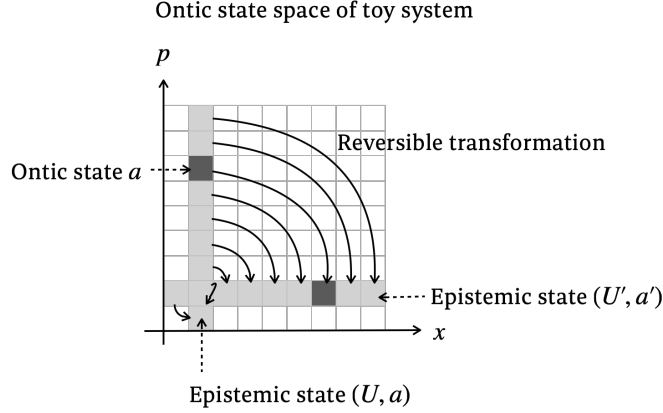 Ontic state space of toy system
p
Reversible transformation
Ontic state a
Epistemic state (U′, a′)
x
Epistemic state (U, a)